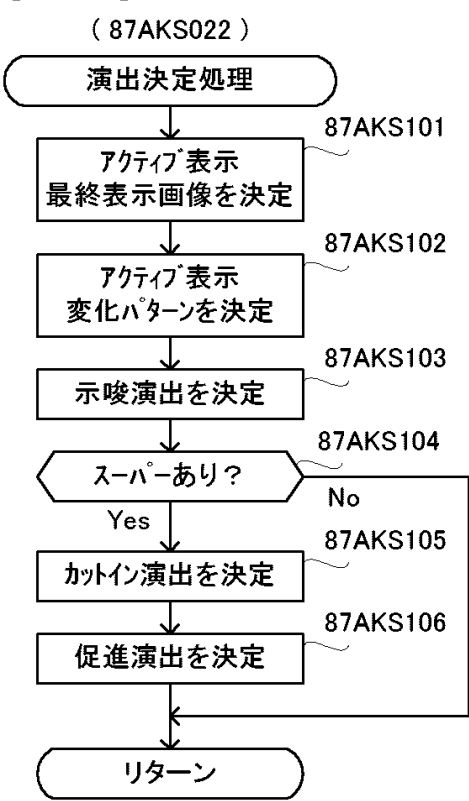 (87AKS022)
演出決定処理
87AKS101
アクティブ表示
最終表示画像を決定
87AKS102
アクティブ表示
変化パターンを決定
87AKS103
示唆演出を決定
87AKS104
スーパーあり?
No
Yes
87AKS105
カットイン演出を決定
87AKS106
促進演出を決定
リターン